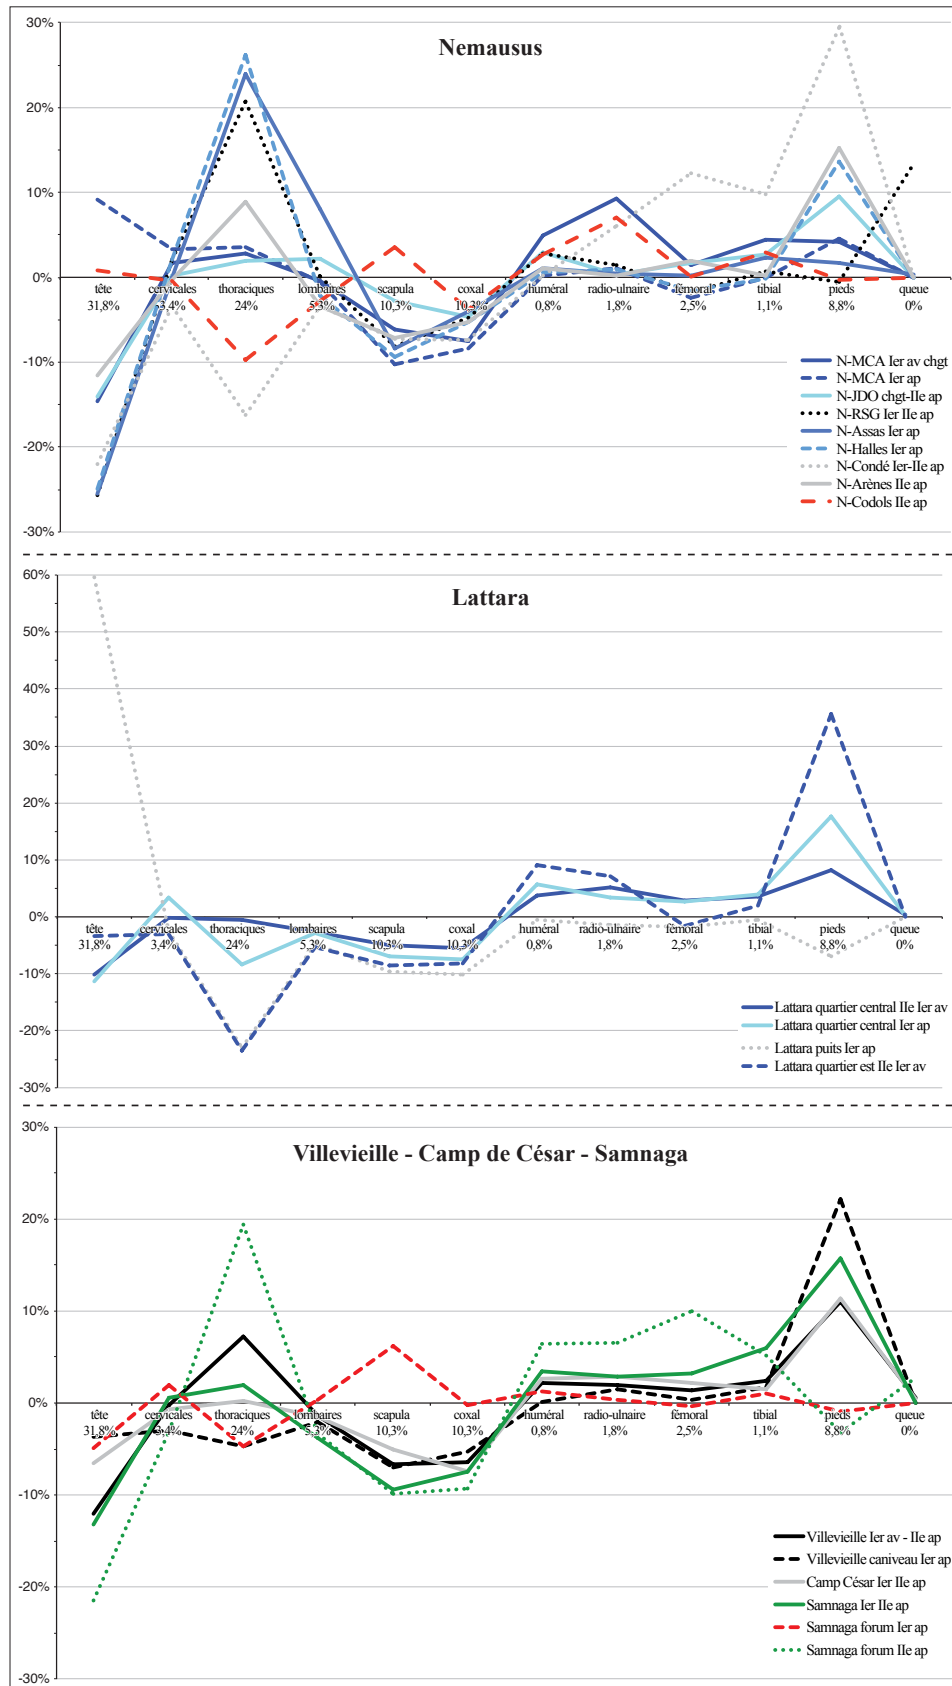 Nemausus
30%
20%
10%
0%
-10%
-20%
-30%
tête cervicales thoraciques lombaires scapula coxal huméral radio-ulnaire fémoral tibial pieds queue
31,8% 3,4% 24% 5,3% 10,3% 10,3% 0,8% 1,8% 2,5% 1,1% 8,8% 0%
N-MCA Ier av chgt
N-MCA Ier ap
N-JDO chgt-IIe ap
N-RSG Ier IIe ap
N-Assas Ier ap
N-Halles Ier ap
N-Condé Ier-IIe ap
N-Arènes IIe ap
N-Codols IIe ap
Lattara
60%
50%
40%
30%
20%
10%
0%
-10%
-20%
-30%
tête cervicales thoraciques lombaires scapula coxal huméral radio-ulnaire fémoral tibial pieds queue
31,8% 3,4% 24% 5,3% 10,3% 10,3% 0,8% 1,8% 2,5% 1,1% 8,8% 0%
Lattara quartier central IIe Ier av
Lattara quartier central Ier ap
Lattara puits Ier ap
Lattara quartier est IIe Ier av
Villevieille - Camp de César - Samnaga
30%
20%
10%
0%
-10%
-20%
-30%
tête cervicales thoraciques lombaires scapula coxal huméral radio-ulnaire fémoral tibial pieds queue
31,8% 3,4% 24% 5,3% 10,3% 10,3% 0,8% 1,8% 2,5% 1,1% 8,8% 0%
Villevieille Ier av - IIe ap
Villevieille caniveau Ier ap
Camp César Ier IIe ap
Samnaga Ier IIe ap
Samnaga forum Ier ap
Samnaga forum IIe ap